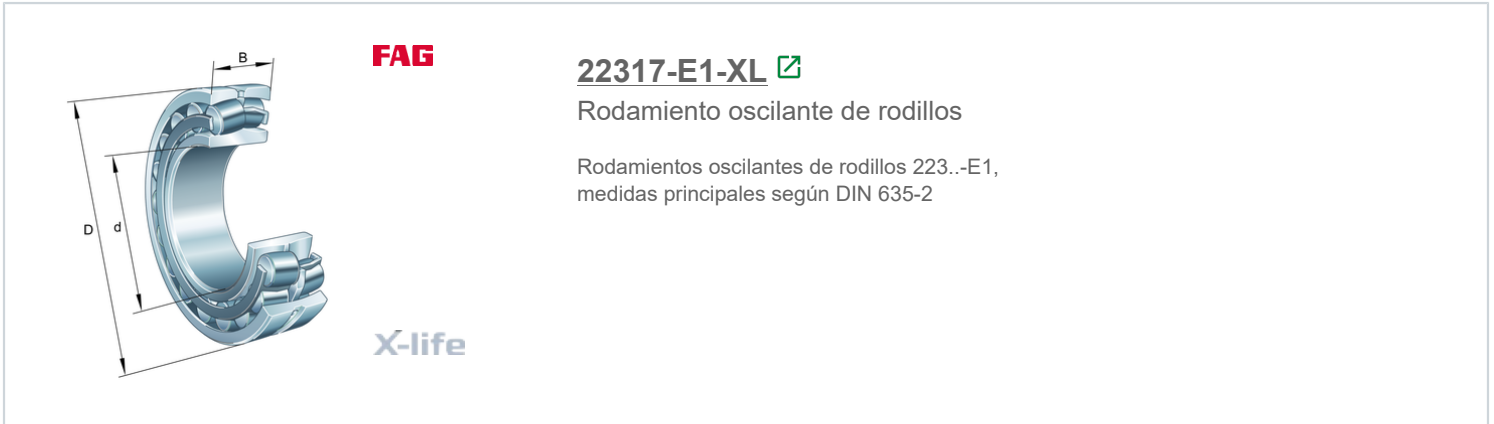 B
FAG
22317-E1-XL
Rodamiento oscilante de rodillos
Rodamientos oscilantes de rodillos 223..-E1,
medidas principales según DIN 635-2
D
d
X-life